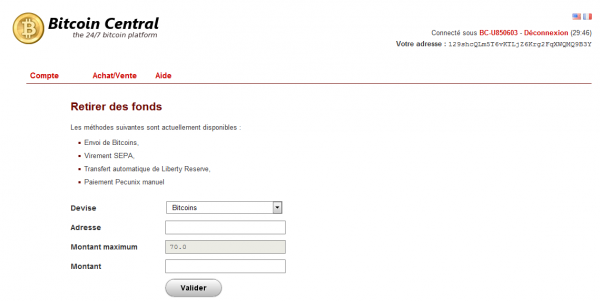 Bitcoin Central
the 24/7 bitcoin platform
Connecté sous BC-U850603 - Déconnexion (29:46)
Votre adresse :
Compte Achat/Vente Aide
Retirer des fonds
Les méthodes suivantes sont actuellement disponibles :
Envoi de Bitcoins,
Virement SEPA,
Transfert automatique de Liberty Reserve,
Paiement Pecunix manuel
Devise Bitcoins
Adresse
Montant maximum 70.0
Montant
Valider